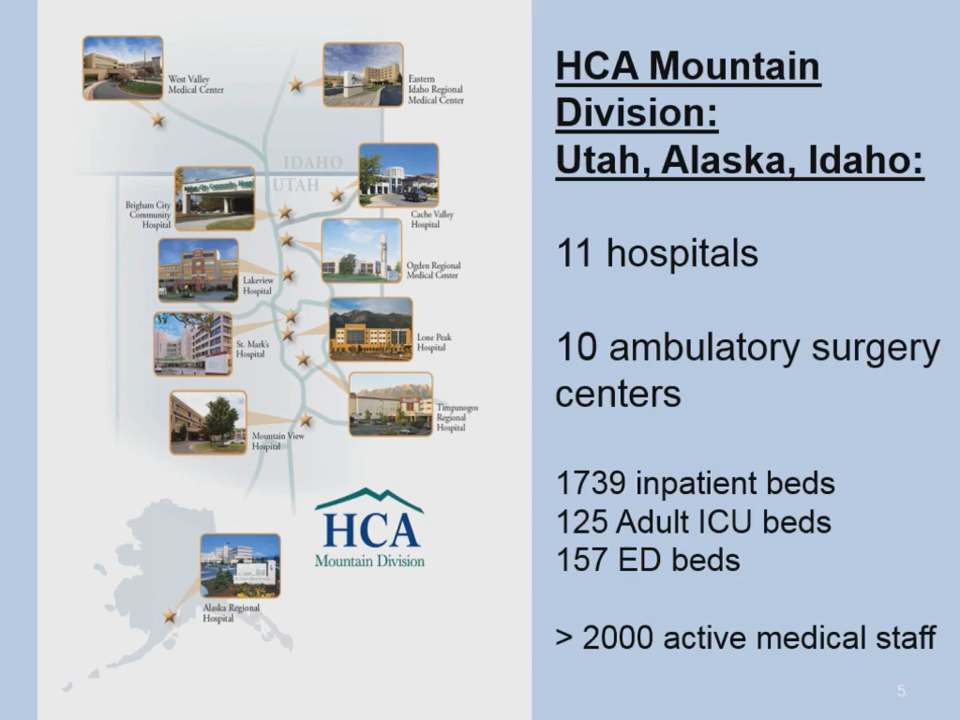 West Valley
Medical Center
Eastern
Idaho Regional
Medical Center
IDAHO
UTAH
Brigham City
Community
Hospital
Cache Valley
Hospital
Lakeview
Hospital
Ogden Regional
Medical Center
St. Mark's
Hospital
Lone Peak
Hospital
Mountain View
Hospital
Timpanogos
Regional
Hospital
HCA
Mountain Division
Alaska Regional
Hospital
HCA Mountain
Division:
Utah, Alaska, Idaho:
11 hospitals
10 ambulatory surgery
centers
1739 inpatient beds
125 Adult ICU beds
157 ED beds
> 2000 active medical staff
5